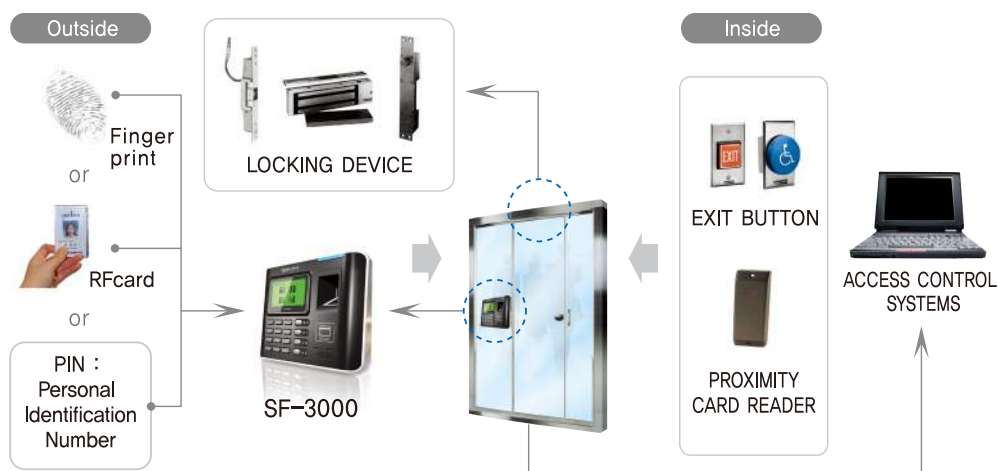 Outside
Finger
print
or
RFcard
or
PIN :
Personal
Identification
Number
LOCKING DEVICE
SF-3000
Inside
EXIT
EXIT BUTTON
PROXIMITY
CARD READER
ACCESS CONTROL
SYSTEMS